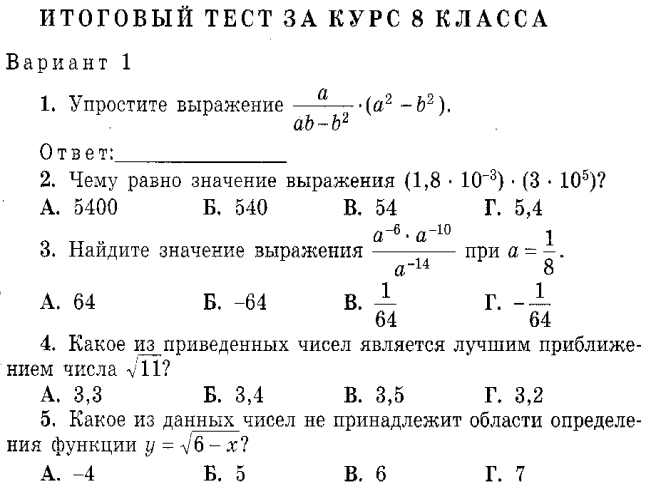 ИТОГОВЫЙ ТЕСТ ЗА КУРС 8 КЛАССА
Вариант 1
1. Упростите выражение a/(ab–b²)·(a² –b²).
Ответ:____________
2. Чему равно значение выражения (1,8 · 10⁻³) · (3 · 10⁵)?
А. 5400 Б. 540 В. 54 Г. 5,4
3. Найдите значение выражения (a⁻⁶ · a⁻¹⁰)/a⁻¹⁴ при a = 1/8.
А. 64 Б. –64 В. 1/64 Г. –1/64
4. Какое из приведенных чисел является лучшим приближе-
нием числа √11?
А. 3,3 Б. 3,4 В. 3,5 Г. 3,2
5. Какое из данных чисел не принадлежит области определе-
ния функции y = √(6 – x)?
А. –4 Б. 5 В. 6 Г. 7